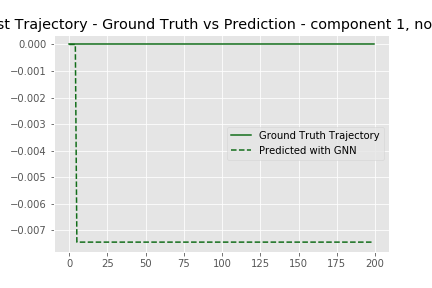 st Trajectory - Ground Truth vs Prediction - component 1, no
0.000
−0.001
−0.002
−0.003
−0.004
−0.005
−0.006
−0.007
Ground Truth Trajectory
Predicted with GNN
0 25 50 75 100 125 150 175 200